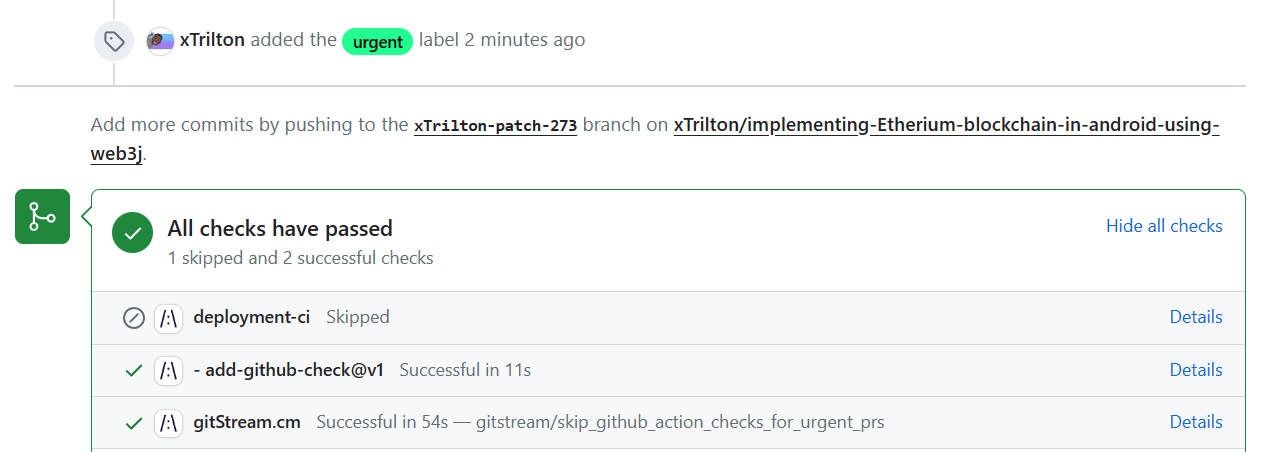 xTrilton added the urgent label 2 minutes ago
Add more commits by pushing to the xTrilton-patch-273 branch on xTrilton/implementing-Etherium-blockchain-in-android-using-
web3j.
All checks have passed
Hide all checks
1 skipped and 2 successful checks
/:\ deployment-ci Skipped Details
/:\ - add-github-check@v1 Successful in 11s Details
/:\ gitStream.cm Successful in 54s — gitstream/skip_github_action_checks_for_urgent_prs Details